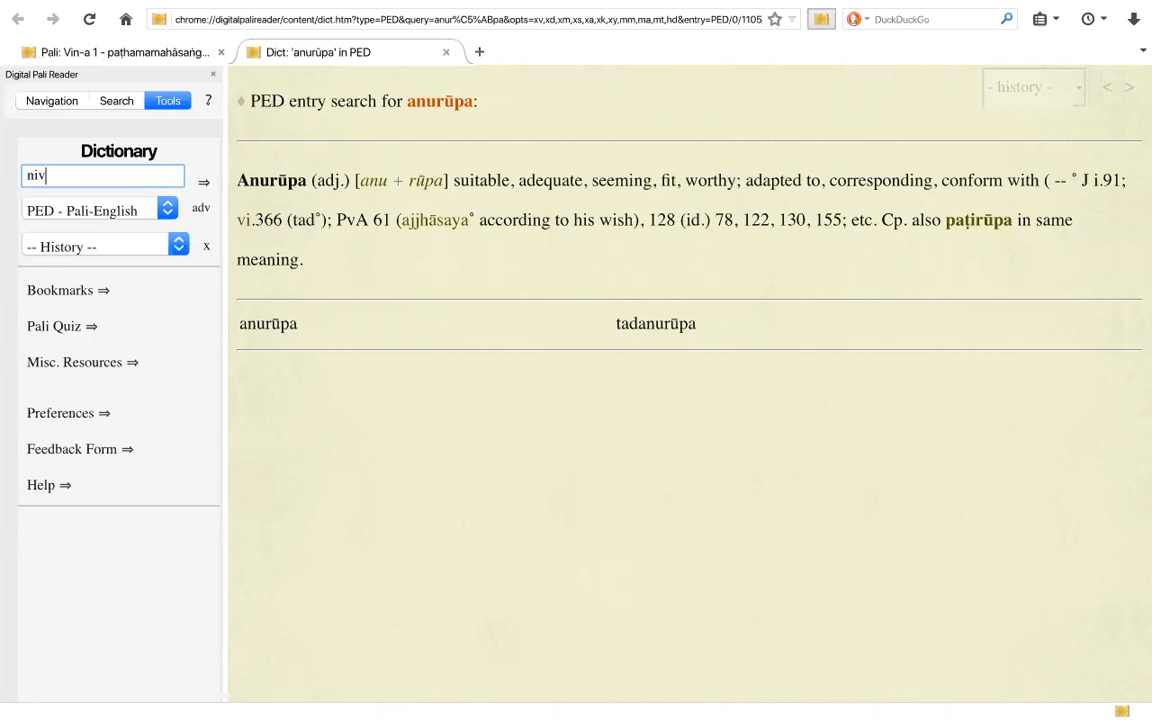 chrome://digitalpalireader/content/dict.htm?type=PED&query=anur%C5%ABpa&opts=xv,xd,xm,xs,xa,xk,xy,mm,ma,mt,hd&entry=PED/0/1105
DuckDuckGo
Pali: Vin-a 1 - paṭhamamahāsaṅg...
Dict: 'anurūpa' in PED
Digital Pali Reader
Navigation
Search
Tools
?
- history -
< >
PED entry search for anurūpa:
Dictionary
niv
⇒
PED - Pali-English
adv
-- History --
x
Bookmarks ⇒
Pali Quiz ⇒
Misc. Resources ⇒
Preferences ⇒
Feedback Form ⇒
Help ⇒
Anurūpa (adj.) [anu + rūpa] suitable, adequate, seeming, fit, worthy; adapted to, corresponding, conform with ( -- ˚ J i.91;
vi.366 (tad˚); PvA 61 (ajjhāsaya˚ according to his wish), 128 (id.) 78, 122, 130, 155; etc. Cp. also paṭirūpa in same
meaning.
anurūpa tadanurūpa